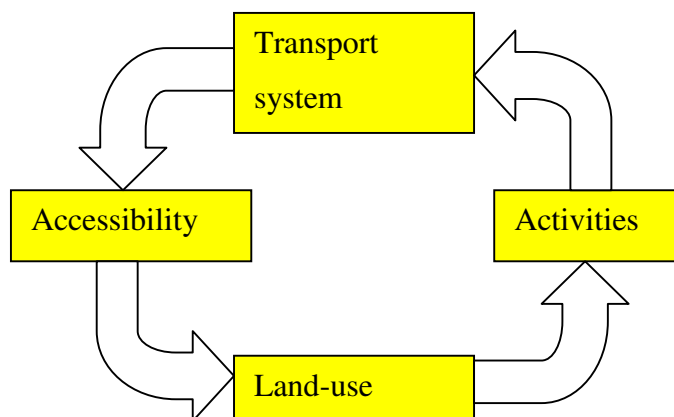 Transport
system
Accessibility
Activities
Land-use